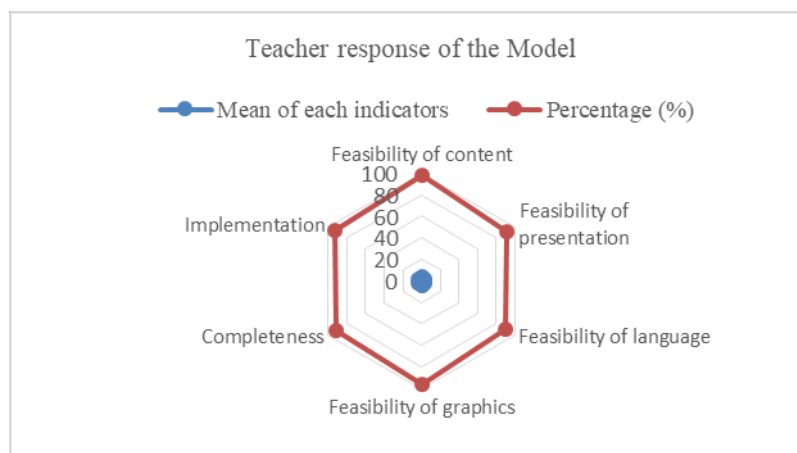 Teacher response of the Model
Mean of each indicators
Percentage (%)
Feasibility of content
100
80
60
40
20
0
Feasibility of
presentation
Feasibility of language
Feasibility of graphics
Completeness
Implementation